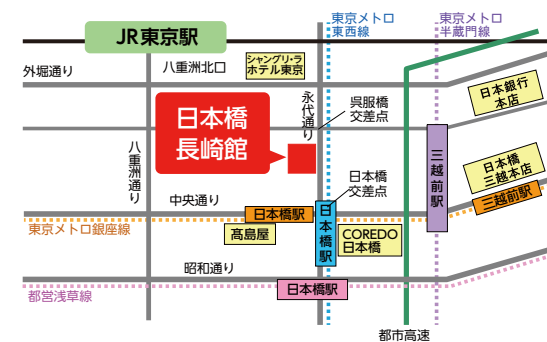 東京メトロ
東西線
東京メトロ
半蔵門線
JR東京駅
外堀通り
八重洲北口
シャングリ・ラ
ホテル東京
永代通り
呉服橋
交差点
日本銀行
本店
日本橋
長崎館
八重洲通り
三越前駅
日本橋
三越本店
日本橋
交差点
中央通り
三越前駅
日本橋駅
日本橋駅
東京メトロ銀座線
髙島屋
COREDO
日本橋
昭和通り
都営浅草線
日本橋駅
都市高速